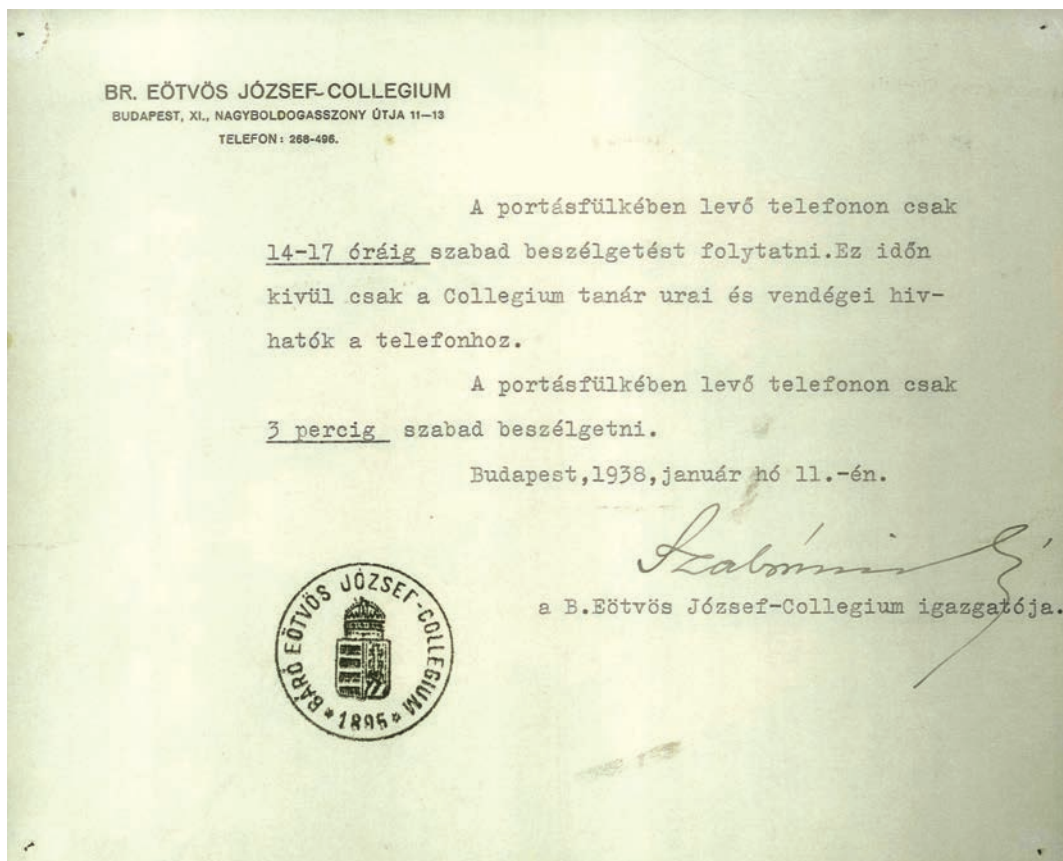 BR. EÖTVÖS JÓZSEF-COLLEGIUM
BUDAPEST, XI., NAGYBOLDOGASSZONY ÚTJA 11—13
TELEFON: 268-496.
A portásfülkében levő telefonon csak
14-17 óráig szabad beszélgetést folytatni.Ez időn
kivül csak a Collegium tanár urai és vendégei hiv-
hatók a telefonhoz.
A portásfülkében levő telefonon csak
3 percig szabad beszélgetni.
Budapest,1938,január hó 11.-én.
a B.Eötvös József-Collegium igazgatója.
BÁRÓ EÖTVÖS JÓZSEF-COLLEGIUM
* 1895 *